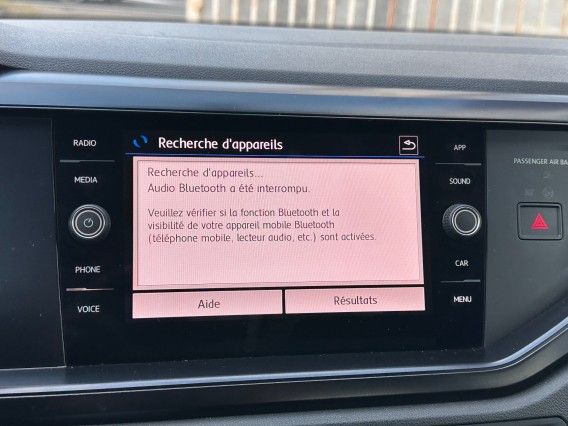 RADIO
MEDIA
PHONE
VOICE
Recherche d'appareils
Recherche d'appareils...
Audio Bluetooth a été interrompu.
Veuillez vérifier si la fonction Bluetooth et la
visibilité de votre appareil mobile Bluetooth
(téléphone mobile, lecteur audio, etc.) sont activées.
Aide
Résultats
APP
SOUND
CAR
MENU
PASSENGER AIR BA